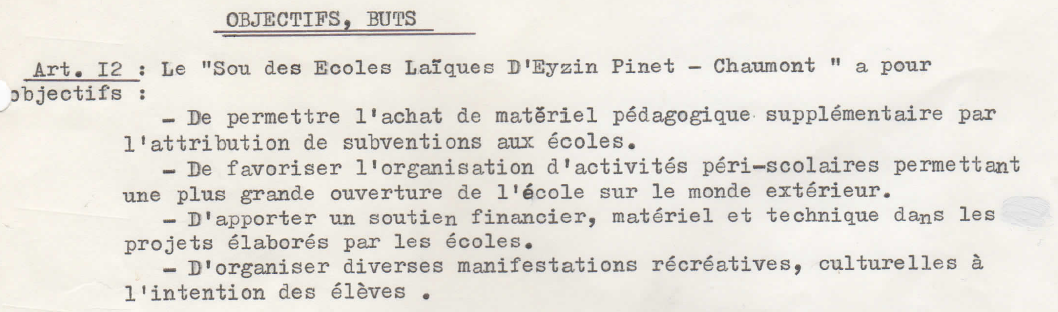 OBJECTIFS, BUTS
Art. I2 : Le "Sou des Ecoles Laïques D'Eyzin Pinet - Chaumont " a pour
objectifs :
- De permettre l'achat de matériel pédagogique supplémentaire par
l'attribution de subventions aux écoles.
- De favoriser l'organisation d'activités péri-scolaires permettant
une plus grande ouverture de l'école sur le monde extérieur.
- D'apporter un soutien financier, matériel et technique dans les
projets élaborés par les écoles.
- D'organiser diverses manifestations récréatives, culturelles à
l'intention des élèves .